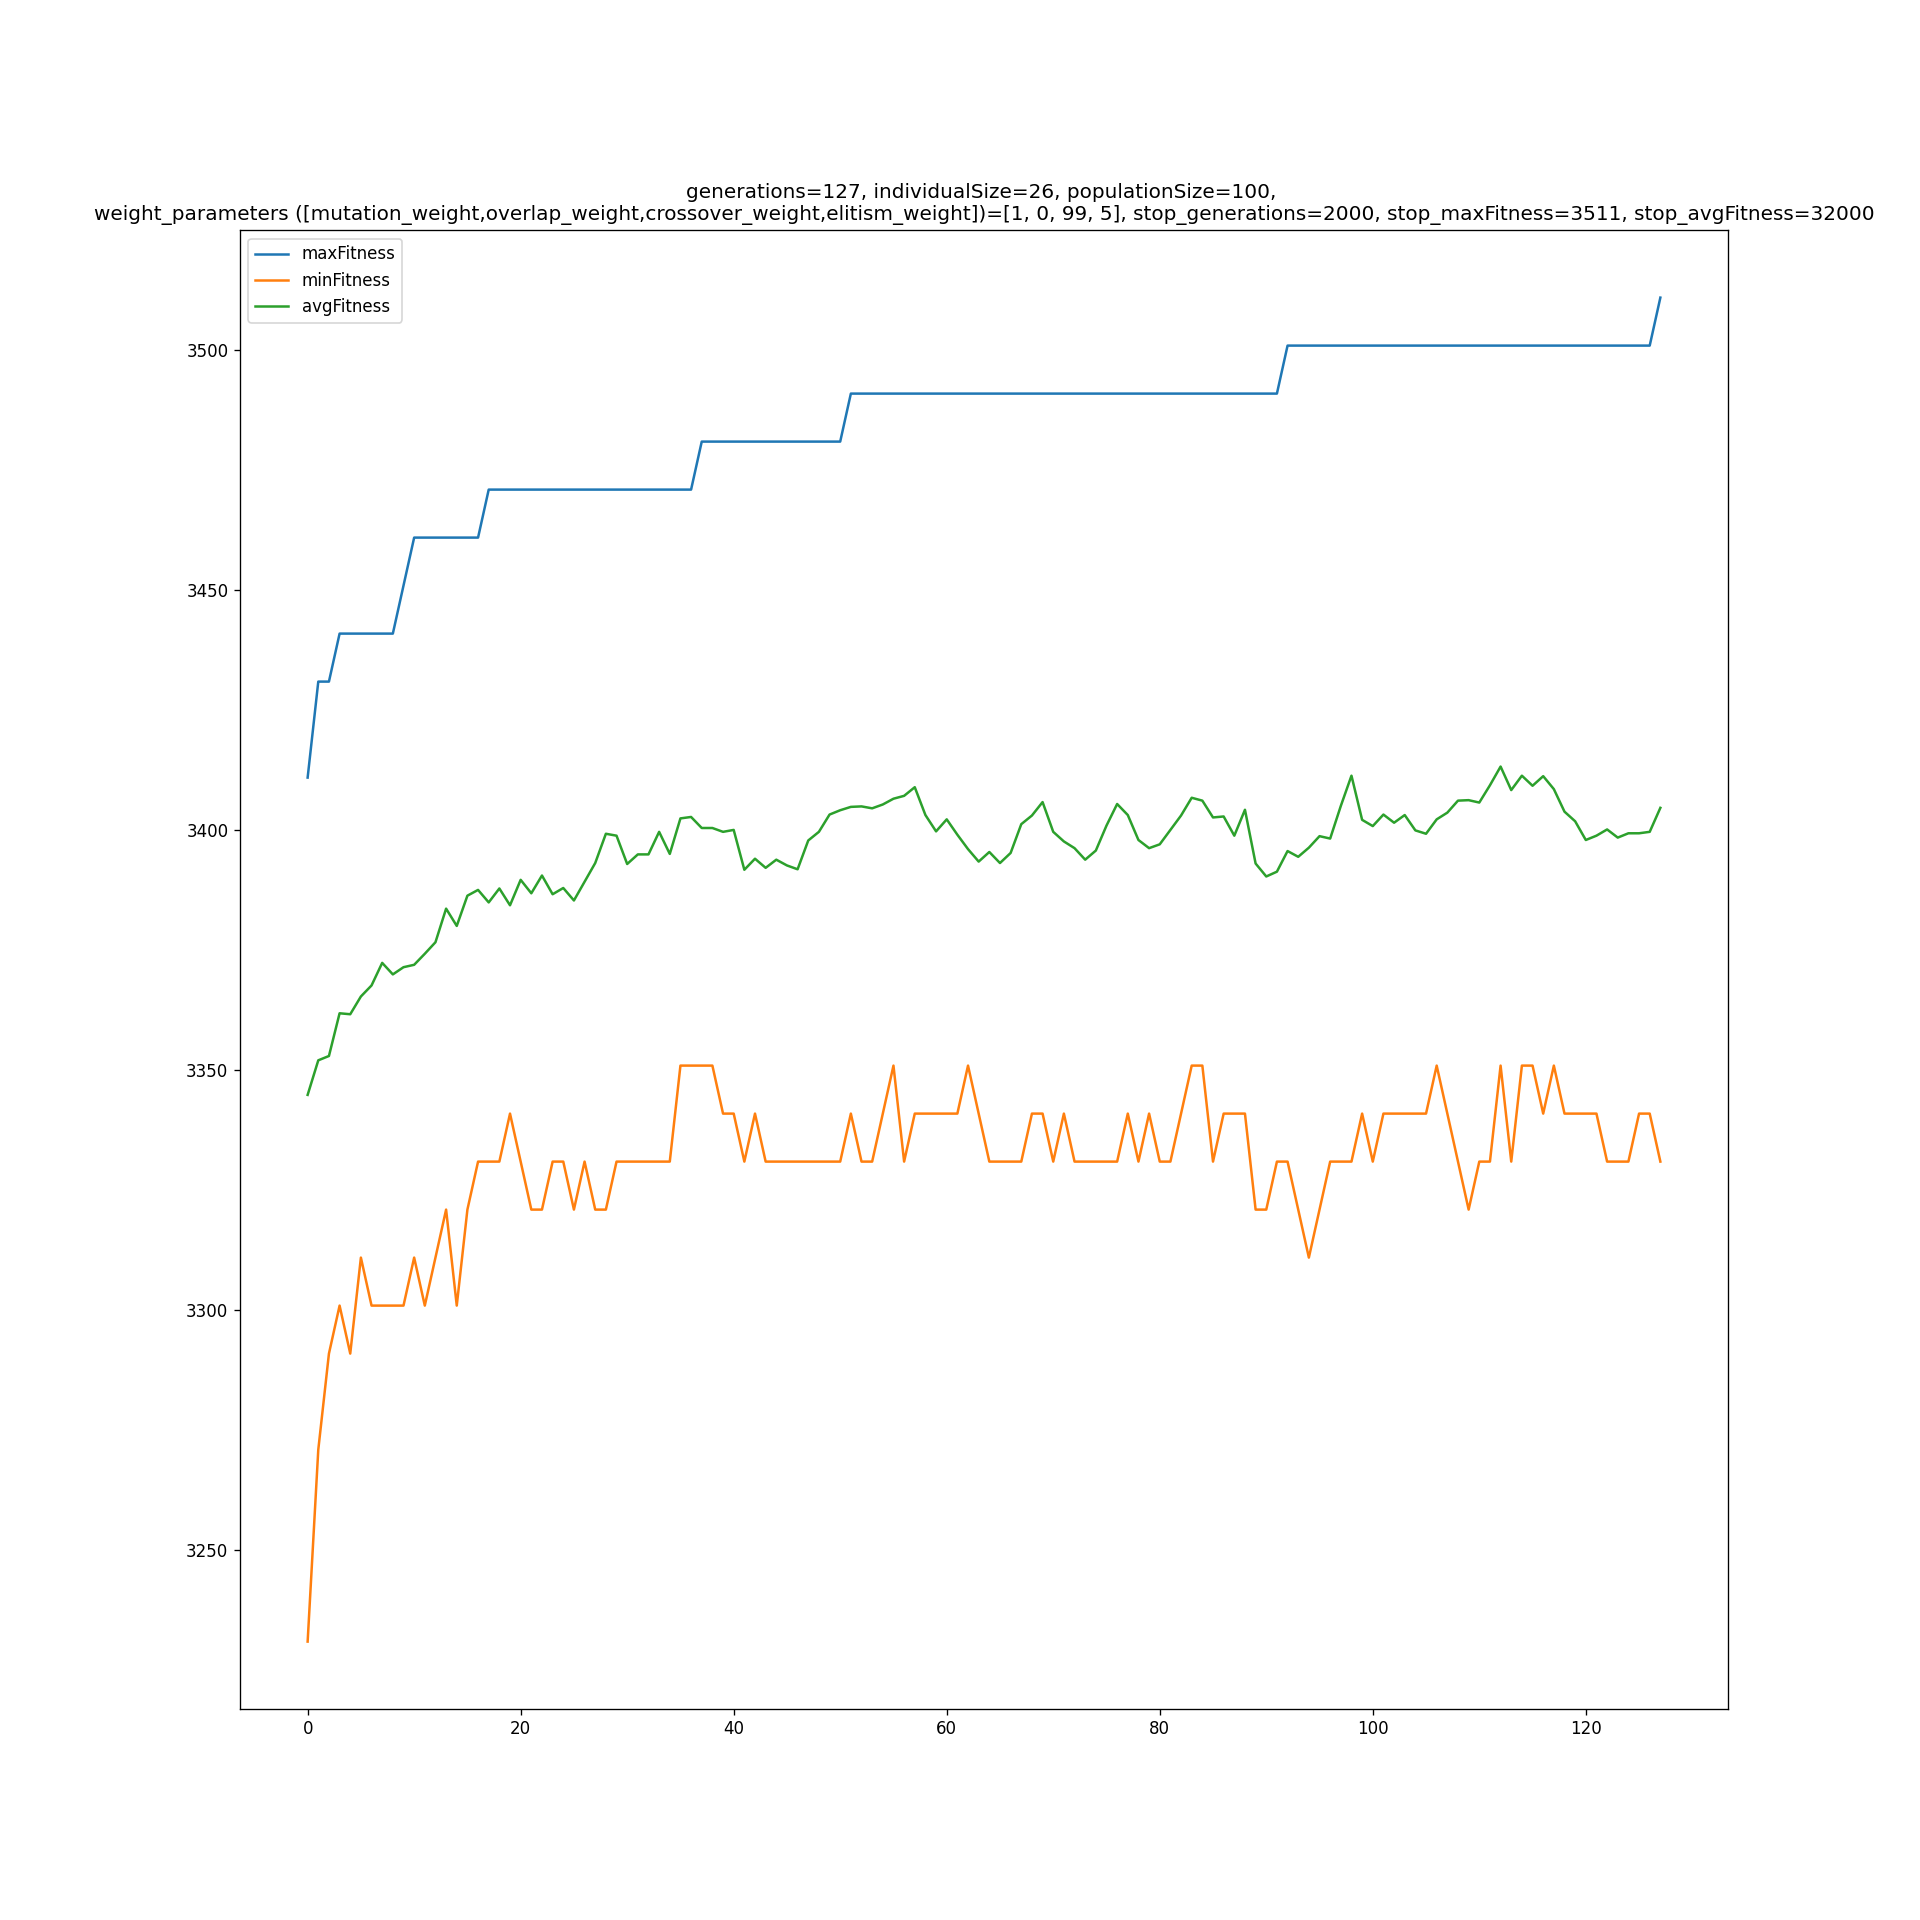 generations=127, individualSize=26, populationSize=100,
weight_parameters ([mutation_weight,overlap_weight,crossover_weight,elitism_weight])=[1, 0, 99, 5], stop_generations=2000, stop_maxFitness=3511, stop_avgFitness=32000
maxFitness
minFitness
avgFitness
3500
3450
3400
3350
3300
3250
0 20 40 60 80 100 120